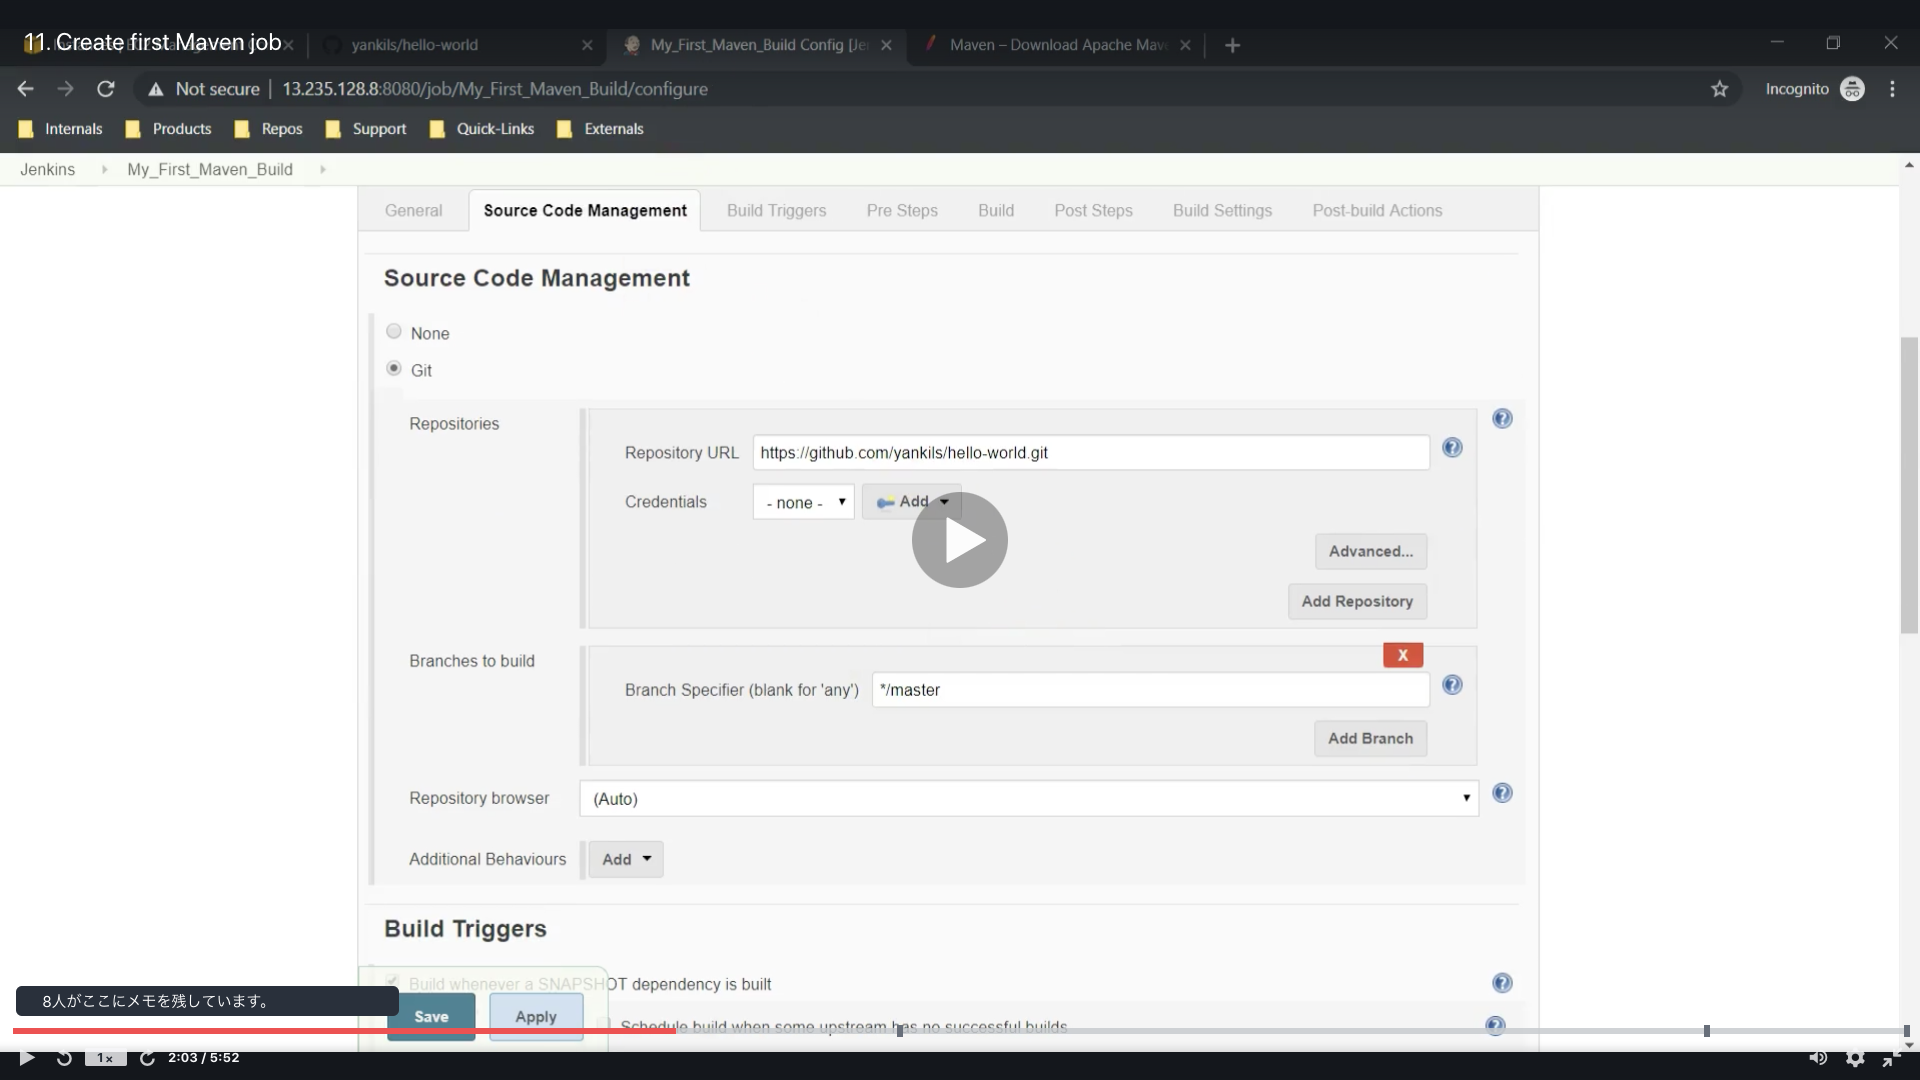 11. Create first Maven job
yankils/hello-world
My_First_Maven_Build Config [Je
Maven – Download Apache Mave
Not secure | 13.235.128.8:8080/job/My_First_Maven_Build/configure
Incognito
Internals Products Repos Support Quick-Links Externals
Jenkins My_First_Maven_Build
General Source Code Management Build Triggers Pre Steps Build Post Steps Build Settings Post-build Actions
Source Code Management
None
Git
Repositories
Repository URL https://github.com/yankils/hello-world.git
Credentials - none - Add
Advanced...
Add Repository
Branches to build
X
Branch Specifier (blank for 'any') */master
Add Branch
Repository browser (Auto)
Additional Behaviours Add
Build Triggers
Build whenever a SNAPSHOT dependency is built
8人がここにメモを残しています。
Save Apply
Schedule build when some upstream has no successful builds
1x 2:03 / 5:52